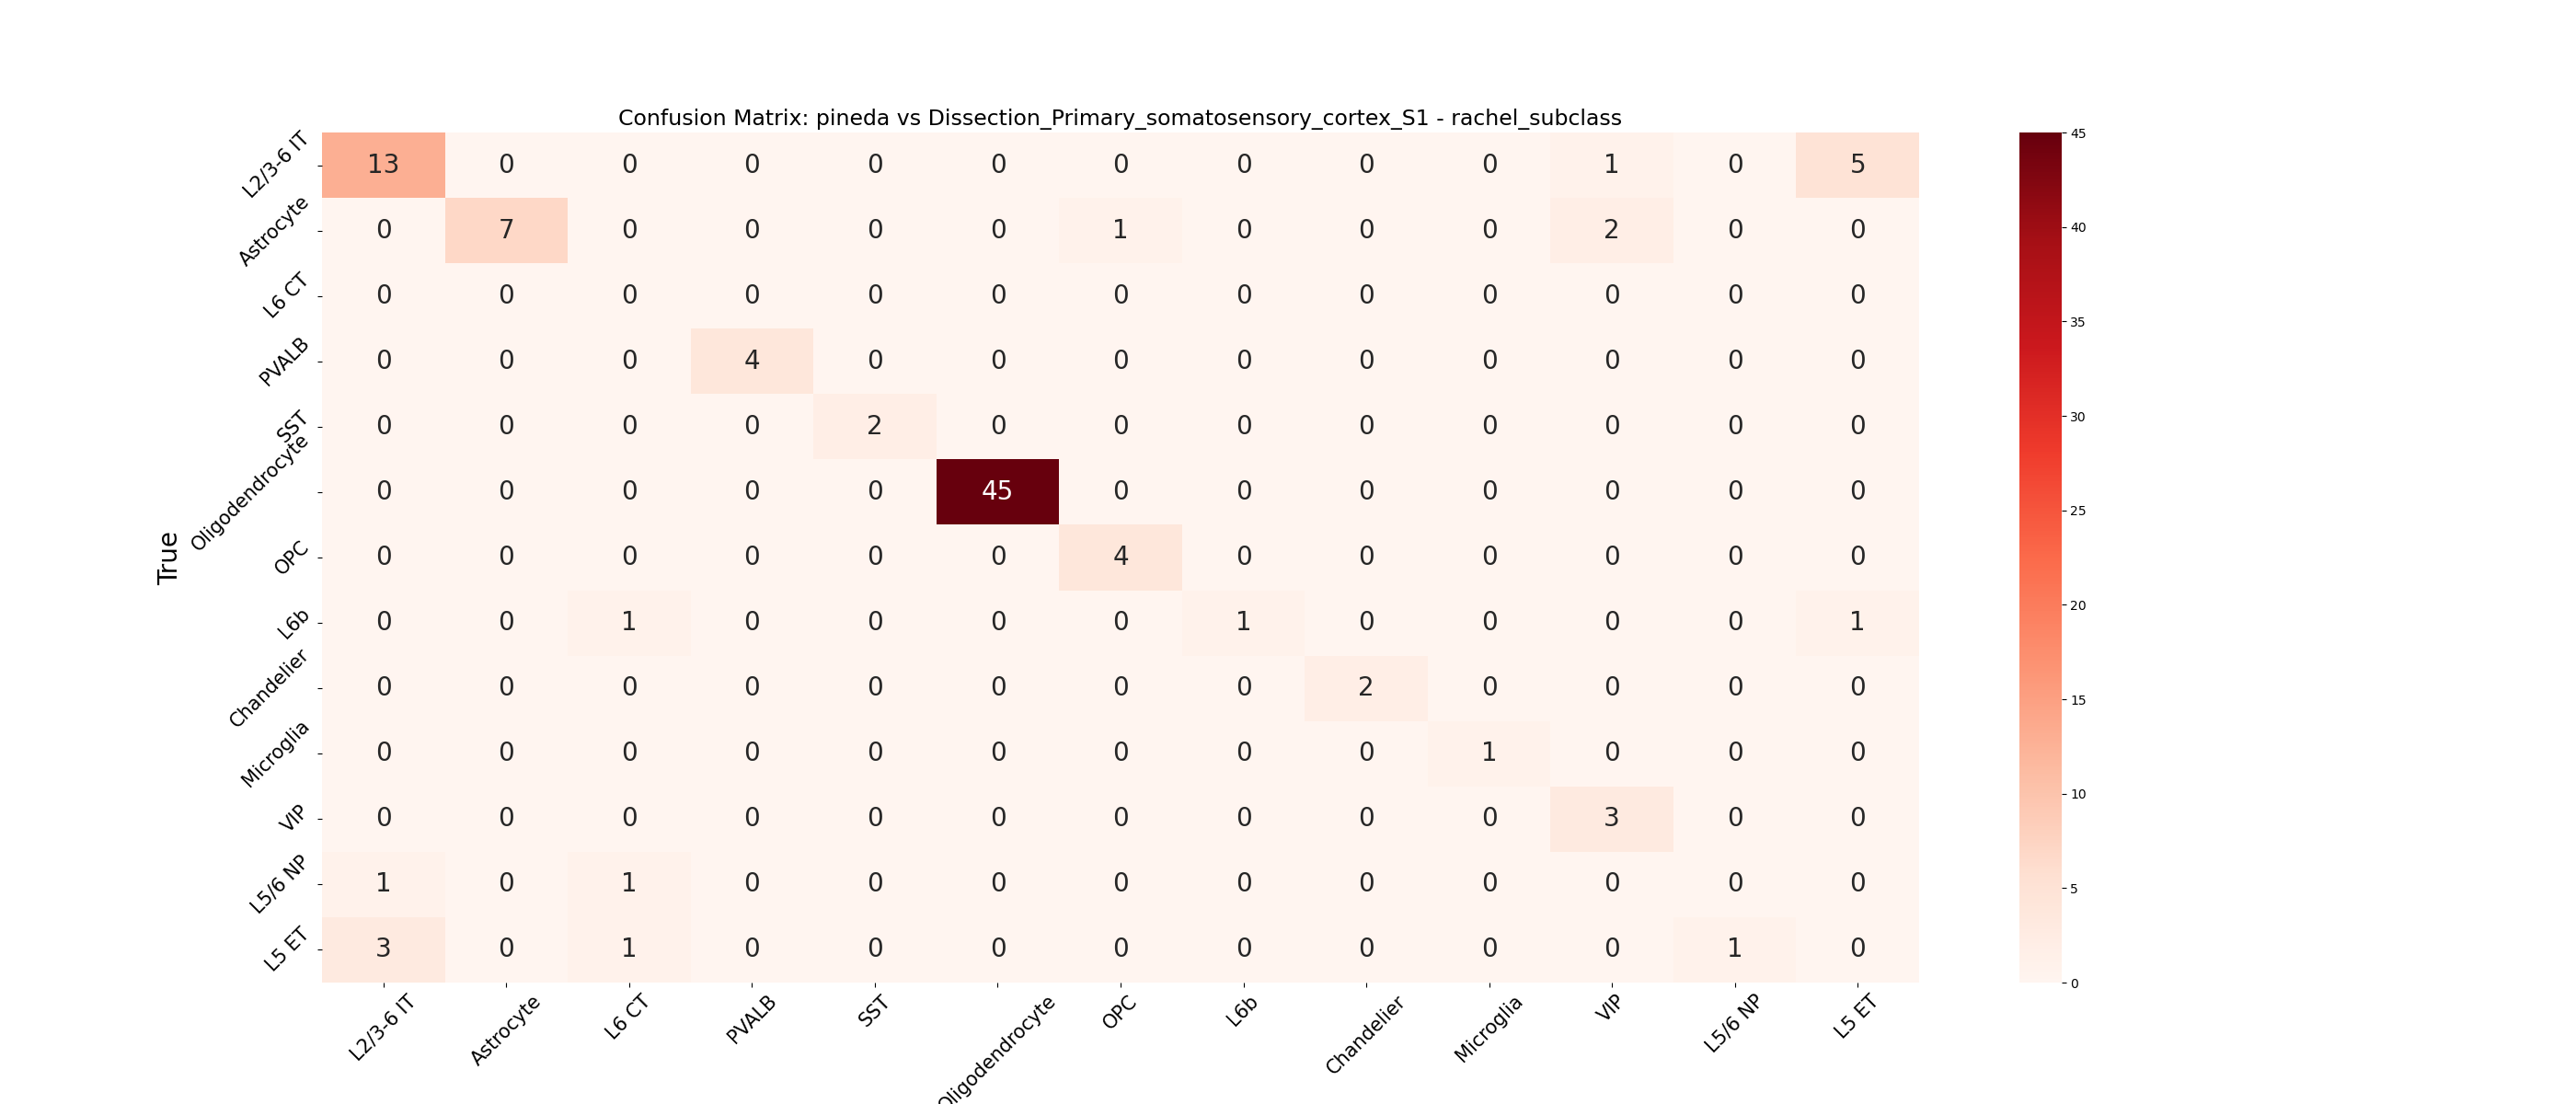 Confusion Matrix: pineda vs Dissection_Primary_somatosensory_cortex_S1 - rachel_subclass
True
L2/3-6 IT 13 0 0 0 0 0 0 0 0 0 1 0 5
Astrocyte 0 7 0 0 0 0 1 0 0 0 2 0 0
L6 CT 0 0 0 0 0 0 0 0 0 0 0 0 0
PVALB 0 0 0 4 0 0 0 0 0 0 0 0 0
SST 0 0 0 0 2 0 0 0 0 0 0 0 0
Oligodendrocyte 0 0 0 0 0 45 0 0 0 0 0 0 0
OPC 0 0 0 0 0 0 4 0 0 0 0 0 0
L6b 0 0 1 0 0 0 0 1 0 0 0 0 1
Chandelier 0 0 0 0 0 0 0 0 2 0 0 0 0
Microglia 0 0 0 0 0 0 0 0 0 1 0 0 0
VIP 0 0 0 0 0 0 0 0 0 0 3 0 0
L5/6 NP 1 0 1 0 0 0 0 0 0 0 0 0 0
L5 ET 3 0 1 0 0 0 0 0 0 0 0 1 0
L2/3-6 IT Astrocyte L6 CT PVALB SST Oligodendrocyte OPC L6b Chandelier Microglia VIP L5/6 NP L5 ET
45
40
35
30
25
20
15
10
5
0